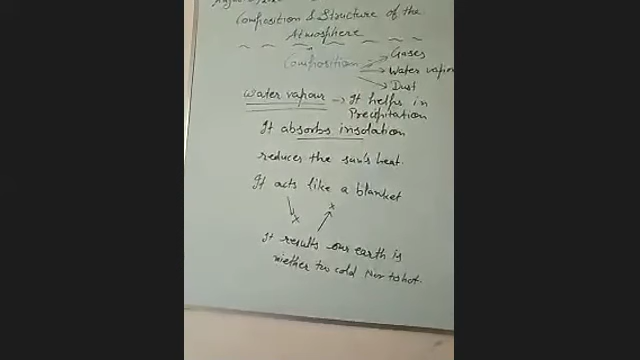 Composition & Structure of the
Atmosphere
Composition
Gases
Water vapour
Dust
Water vapour → It helps in
Precipitation
It absorbs insolation
reduces the sun's heat.
It acts like a blanket
x x
It results our earth is
niether too cold Nor to hot.